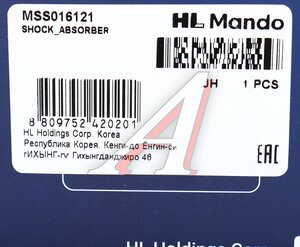 MSS016121
SHOCK_ABSORBER
HL Mando
JH 1 PCS
8 809752 420201
HL Holdings Corp. Korea
Республика Корея, Кенги-до Енгин-си
гИХЫНГ-гу Гихынгданджиро 46
EAC
HL Holdings Corp